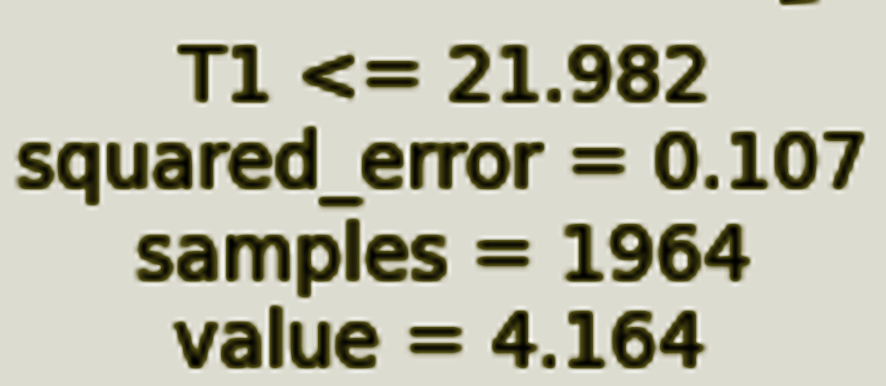 T1 <= 21.982
squared_error = 0.107
samples = 1964
value = 4.164